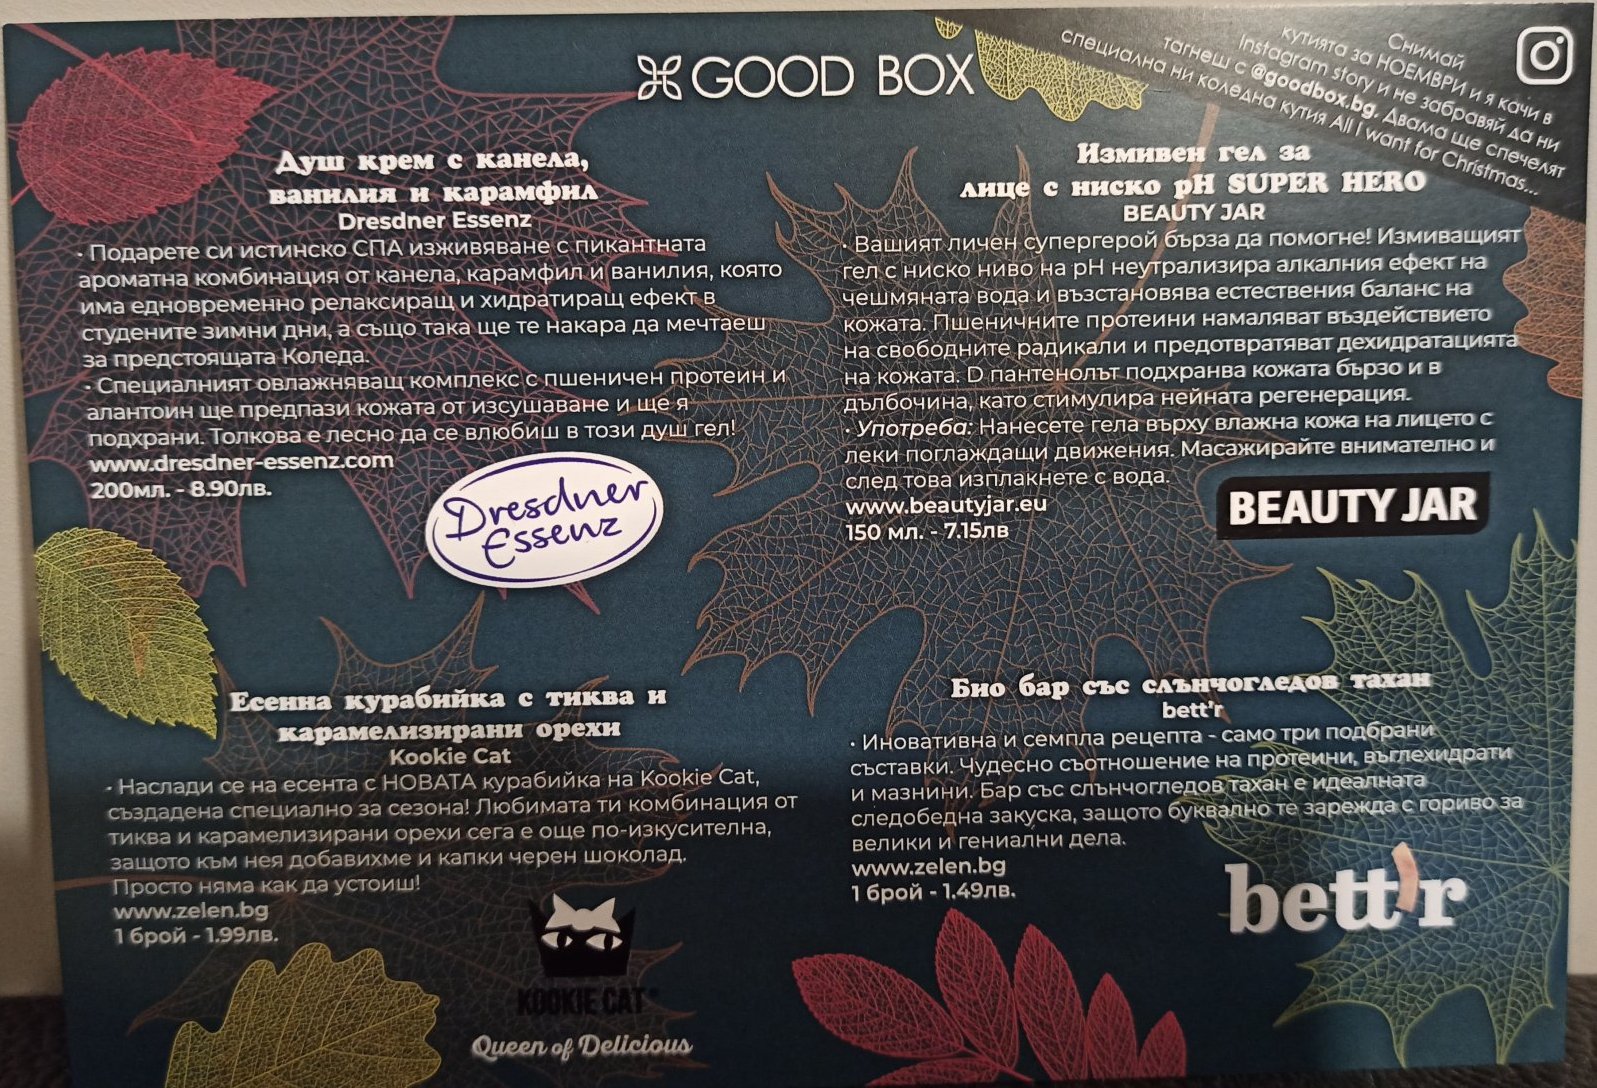 GOOD BOX
Снимай
кутията за НОЕМВРИ и я качи в
Instagram story и не забравяй да ни
тагнеш с @goodbox.bg. Двама ще спечелят
специална ни коледна кутия All I want for Christmas...
Душ крем с канела,
ванилия и карамфил
Dresdner Essenz
· Подарете си истинско СПА изживяване с пикантната
ароматна комбинация от канела, карамфил и ванилия, която
има едновременно релаксиращ и хидратиращ ефект в
студените зимни дни, а също така ще те накара да мечтаеш
за предстоящата Коледа.
· Специалният овлажняващ комплекс с пшеничен протеин и
алантоин ще предпази кожата от изсушаване и ще я
подхрани. Толкова е лесно да се влюбиш в този душ гел!
www.dresdner-essenz.com
200мл. - 8.90лв.
Dresdner
Essenz
Измивен гел за
лице с ниско pH SUPER HERO
BEAUTY JAR
· Вашият личен супергерой бърза да помогне! Измиващият
гел с ниско ниво на pH неутрализира алкалния ефект на
чешмяната вода и възстановява естествения баланс на
кожата. Пшеничните протеини намаляват въздействието
на свободните радикали и предотвратяват дехидратацията
на кожата. D пантенолът подхранва кожата бързо и в
дълбочина, като стимулира нейната регенерация.
· Употреба: Нанесете гела върху влажна кожа на лицето с
леки поглаждащи движения. Масажирайте внимателно и
след това изплакнете с вода.
www.beautyjar.eu
150 мл. - 7.15лв
BEAUTY JAR
Есенна курабийка с тиква и
карамелизирани орехи
Kookie Cat
· Наслади се на есента с НОВАТА курабийка на Kookie Cat,
създадена специално за сезона! Любимата ти комбинация от
тиква и карамелизирани орехи сега е още по-изкусителна,
защото към нея добавихме и капки черен шоколад.
Просто няма как да устоиш!
www.zelen.bg
1 брой - 1.99лв.
KOOKIE CAT®
Queen of Delicious
Био бар със слънчогледов тахан
bett'r
· Иновативна и семпла рецепта - само три подбрани
съставки. Чудесно съотношение на протеини, въглехидрати
и мазнини. Бар със слънчогледов тахан е идеалната
следобедна закуска, защото буквално те зарежда с гориво за
велики и гениални дела.
www.zelen.bg
1 брой - 1.49лв.
bett'r